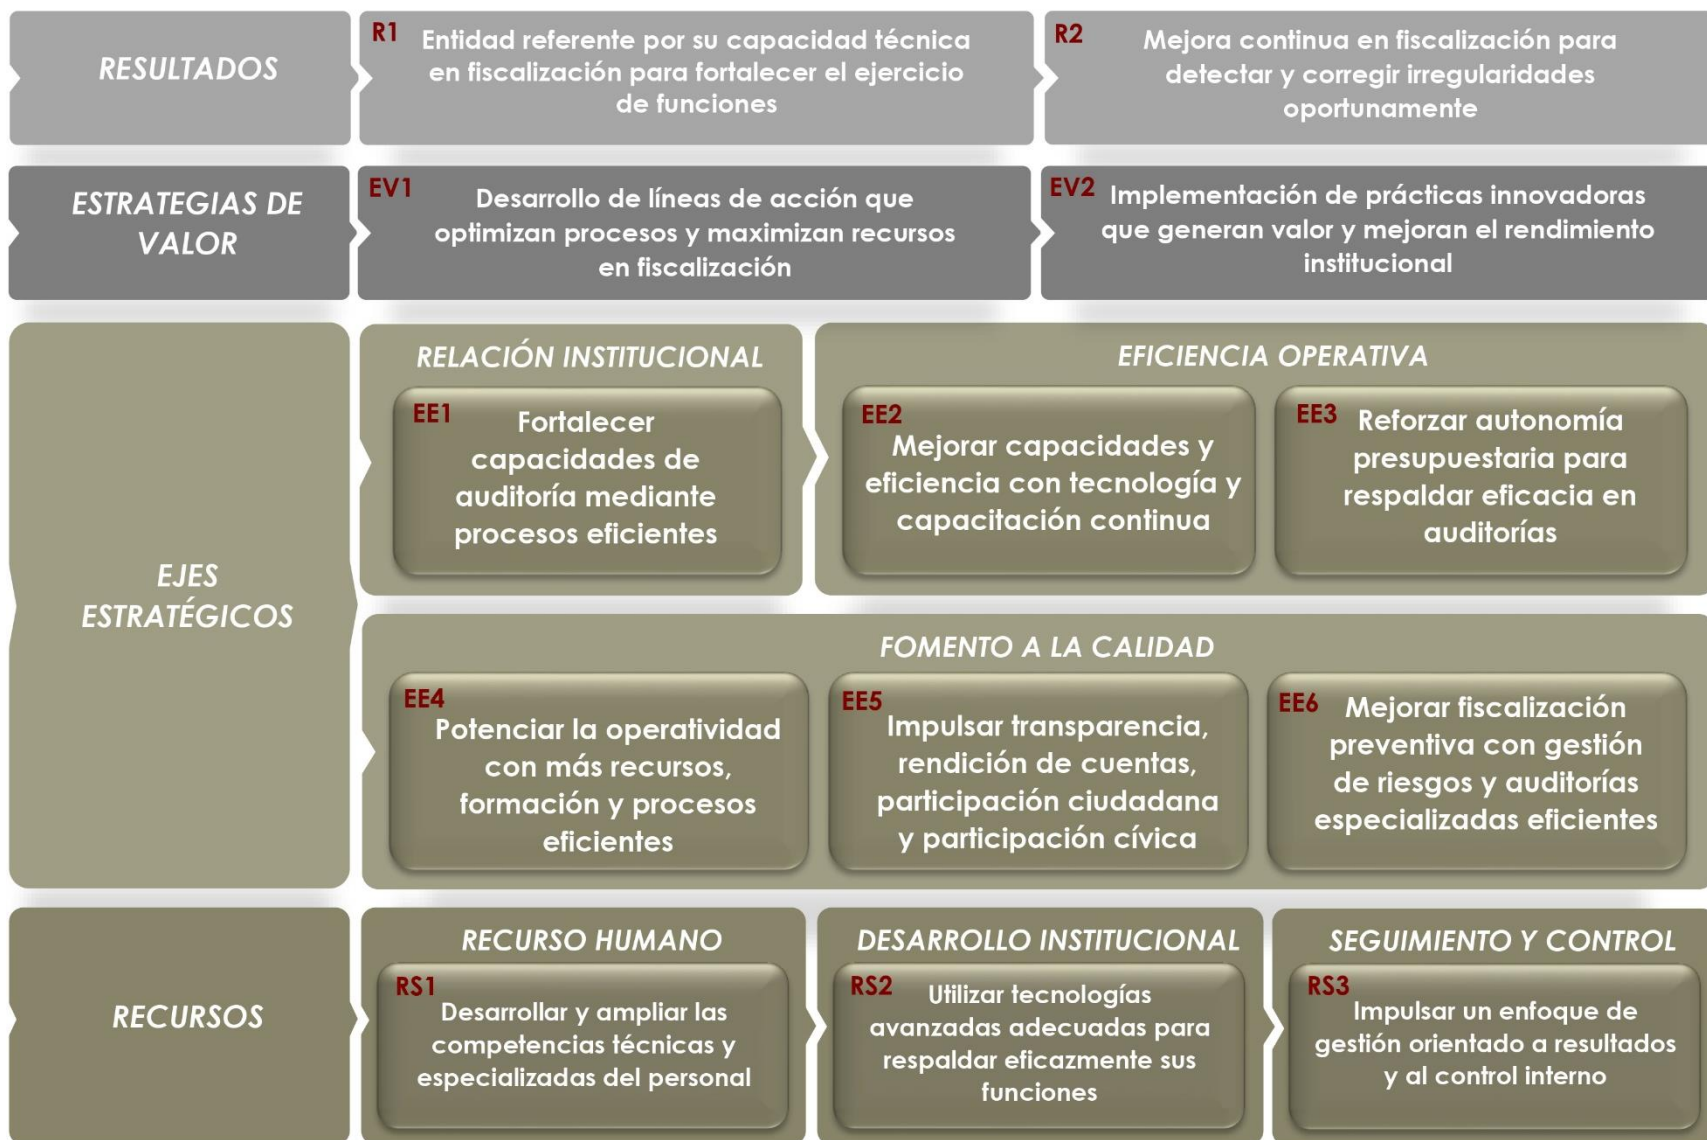 RESULTADOS
R1
Entidad referente por su capacidad técnica
en fiscalización para fortalecer el ejercicio
de funciones
R2
Mejora continua en fiscalización para
detectar y corregir irregularidades
oportunamente
ESTRATEGIAS DE
VALOR
EV1
Desarrollo de líneas de acción que
optimizan procesos y maximizan recursos
en fiscalización
EV2
Implementación de prácticas innovadoras
que generan valor y mejoran el rendimiento
institucional
EJES
ESTRATÉGICOS
RELACIÓN INSTITUCIONAL
EE1
Fortalecer
capacidades de
auditoría mediante
procesos eficientes
EFICIENCIA OPERATIVA
EE2
Mejorar capacidades y
eficiencia con tecnología y
capacitación continua
EE3
Reforzar autonomía
presupuestaria para
respaldar eficacia en
auditorías
FOMENTO A LA CALIDAD
EE4
Potenciar la operatividad
con más recursos,
formación y procesos
eficientes
EE5
Impulsar transparencia,
rendición de cuentas,
participación ciudadana
y participación cívica
EE6
Mejorar fiscalización
preventiva con gestión
de riesgos y auditorías
especializadas eficientes
RECURSOS
RECURSO HUMANO
RS1
Desarrollar y ampliar las
competencias técnicas y
especializadas del personal
DESARROLLO INSTITUCIONAL
RS2
Utilizar tecnologías
avanzadas adecuadas para
respaldar eficazmente sus
funciones
SEGUIMIENTO Y CONTROL
RS3
Impulsar un enfoque de
gestión orientado a resultados
y al control interno